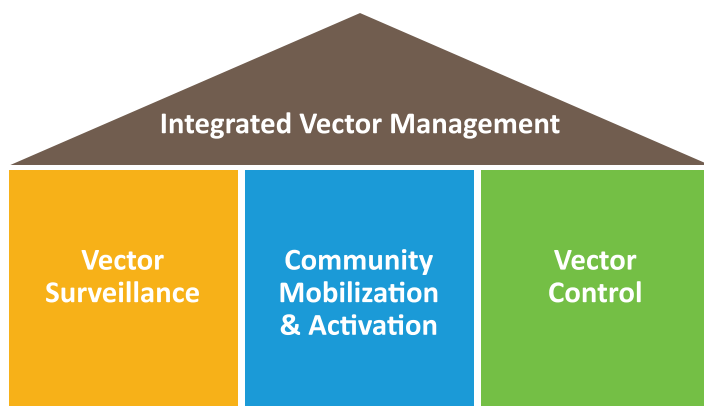 Integrated Vector Management
Vector
Surveillance
Community
Mobilization
& Activation
Vector
Control